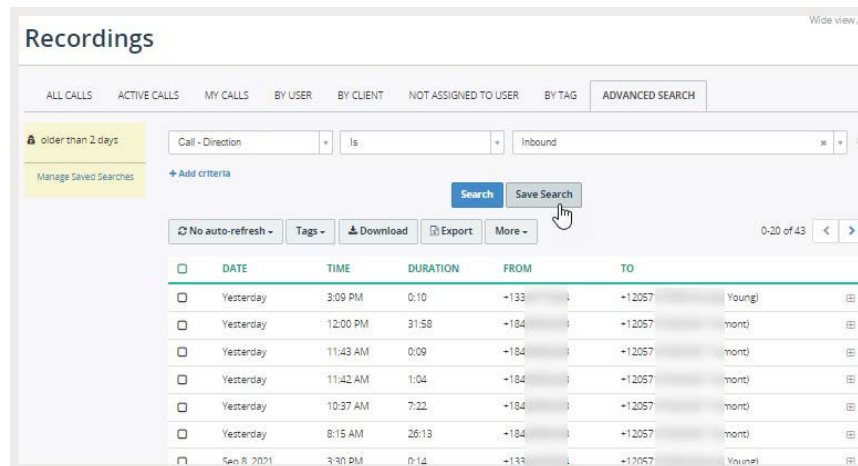 Wide view
Recordings
ALL CALLS ACTIVE CALLS MY CALLS BY USER BY CLIENT NOT ASSIGNED TO USER BY TAG ADVANCED SEARCH
older than 2 days
Call - Direction Is Inbound
Manage Saved Searches
+ Add criteria
Search Save Search
No auto-refresh Tags Download Export More 0-20 of 43
DATE TIME DURATION FROM TO
Yesterday 3:09 PM 0:10 +133 +12057 Young)
Yesterday 12:00 PM 31:58 +184 +12057 mont)
Yesterday 11:43 AM 0:09 +184 +12057 mont)
Yesterday 11:42 AM 1:04 +184 +12057 mont)
Yesterday 10:37 AM 7:22 +184 +12057 mont)
Yesterday 8:15 AM 26:13 +184 +12057 mont)
Sep 8, 2021 3:30 PM 0:14 +133 +12057 Young)